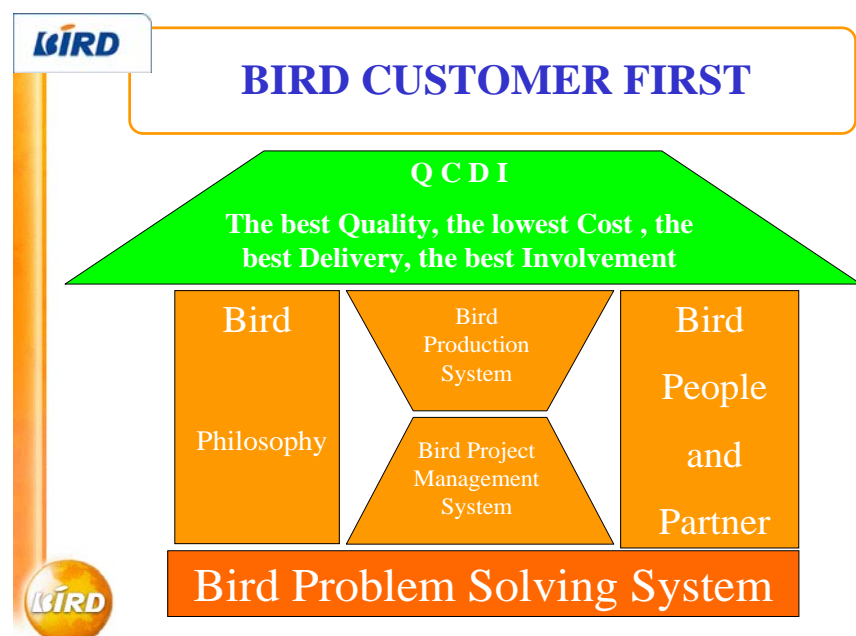 BIRD
BIRD CUSTOMER FIRST
Q C D I
The best Quality, the lowest Cost , the
best Delivery, the best Involvement
Bird
Philosophy
Bird
Production
System
Bird Project
Management
System
Bird
People
and
Partner
Bird Problem Solving System
BIRD